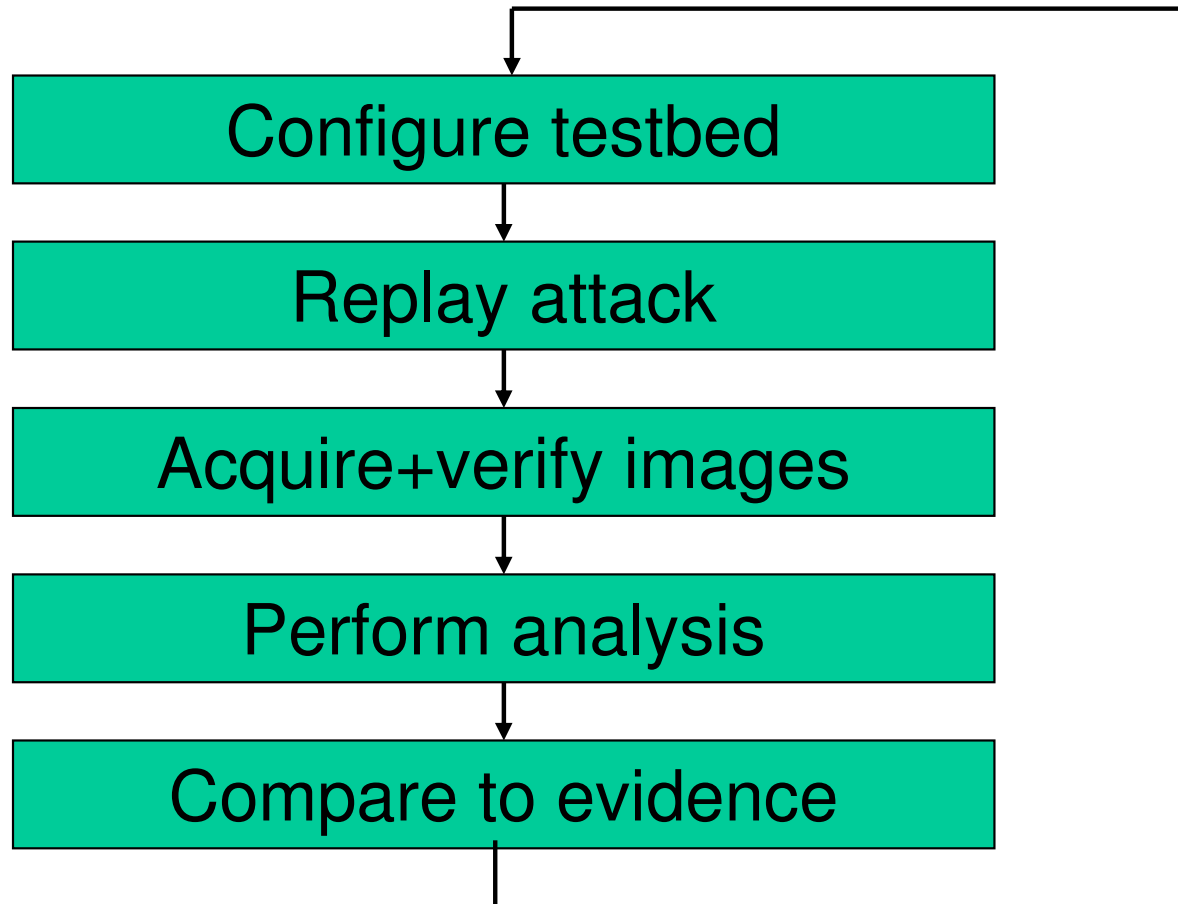 Configure testbed
Replay attack
Acquire+verify images
Perform analysis
Compare to evidence